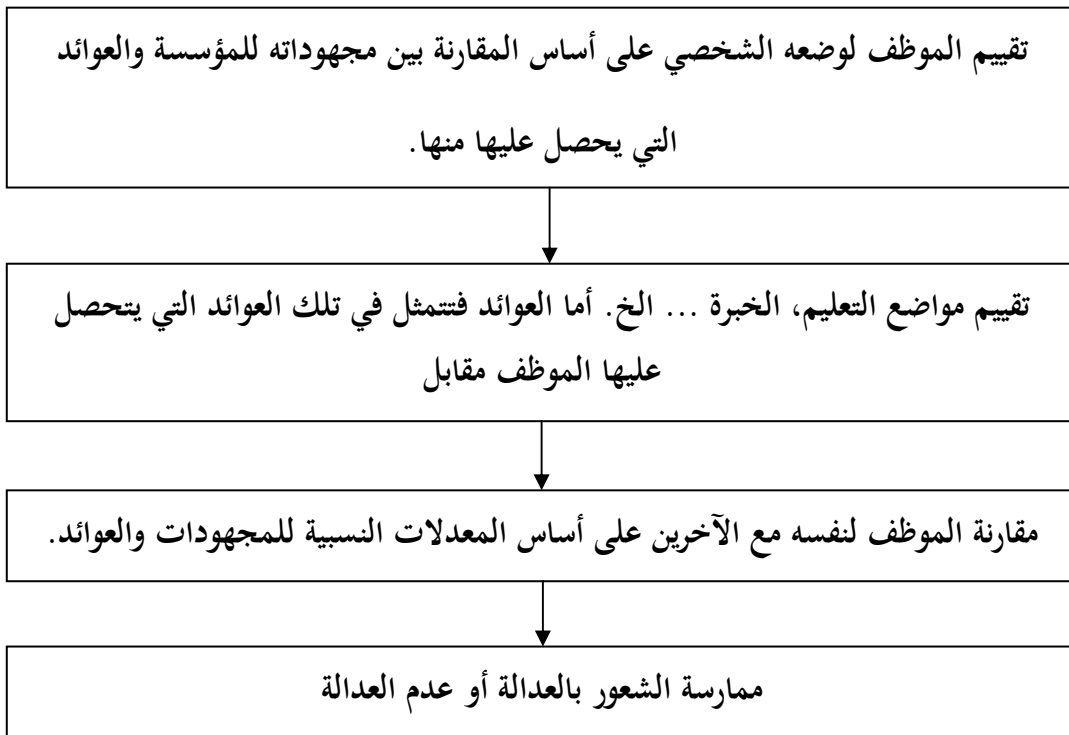 تقييم الموظف لوضعه الشخصي على أساس المقارنة بين مجهوداته للمؤسسة والعوائد
التي يحصل عليها منها.
تقييم مواضع التعليم، الخبرة ... الخ. أما العوائد فتتمثل في تلك العوائد التي يتحصل
عليها الموظف مقابل
مقارنة الموظف لنفسه مع الآخرين على أساس المعدلات النسبية للمجهودات والعوائد.
ممارسة الشعور بالعدالة أو عدم العدالة